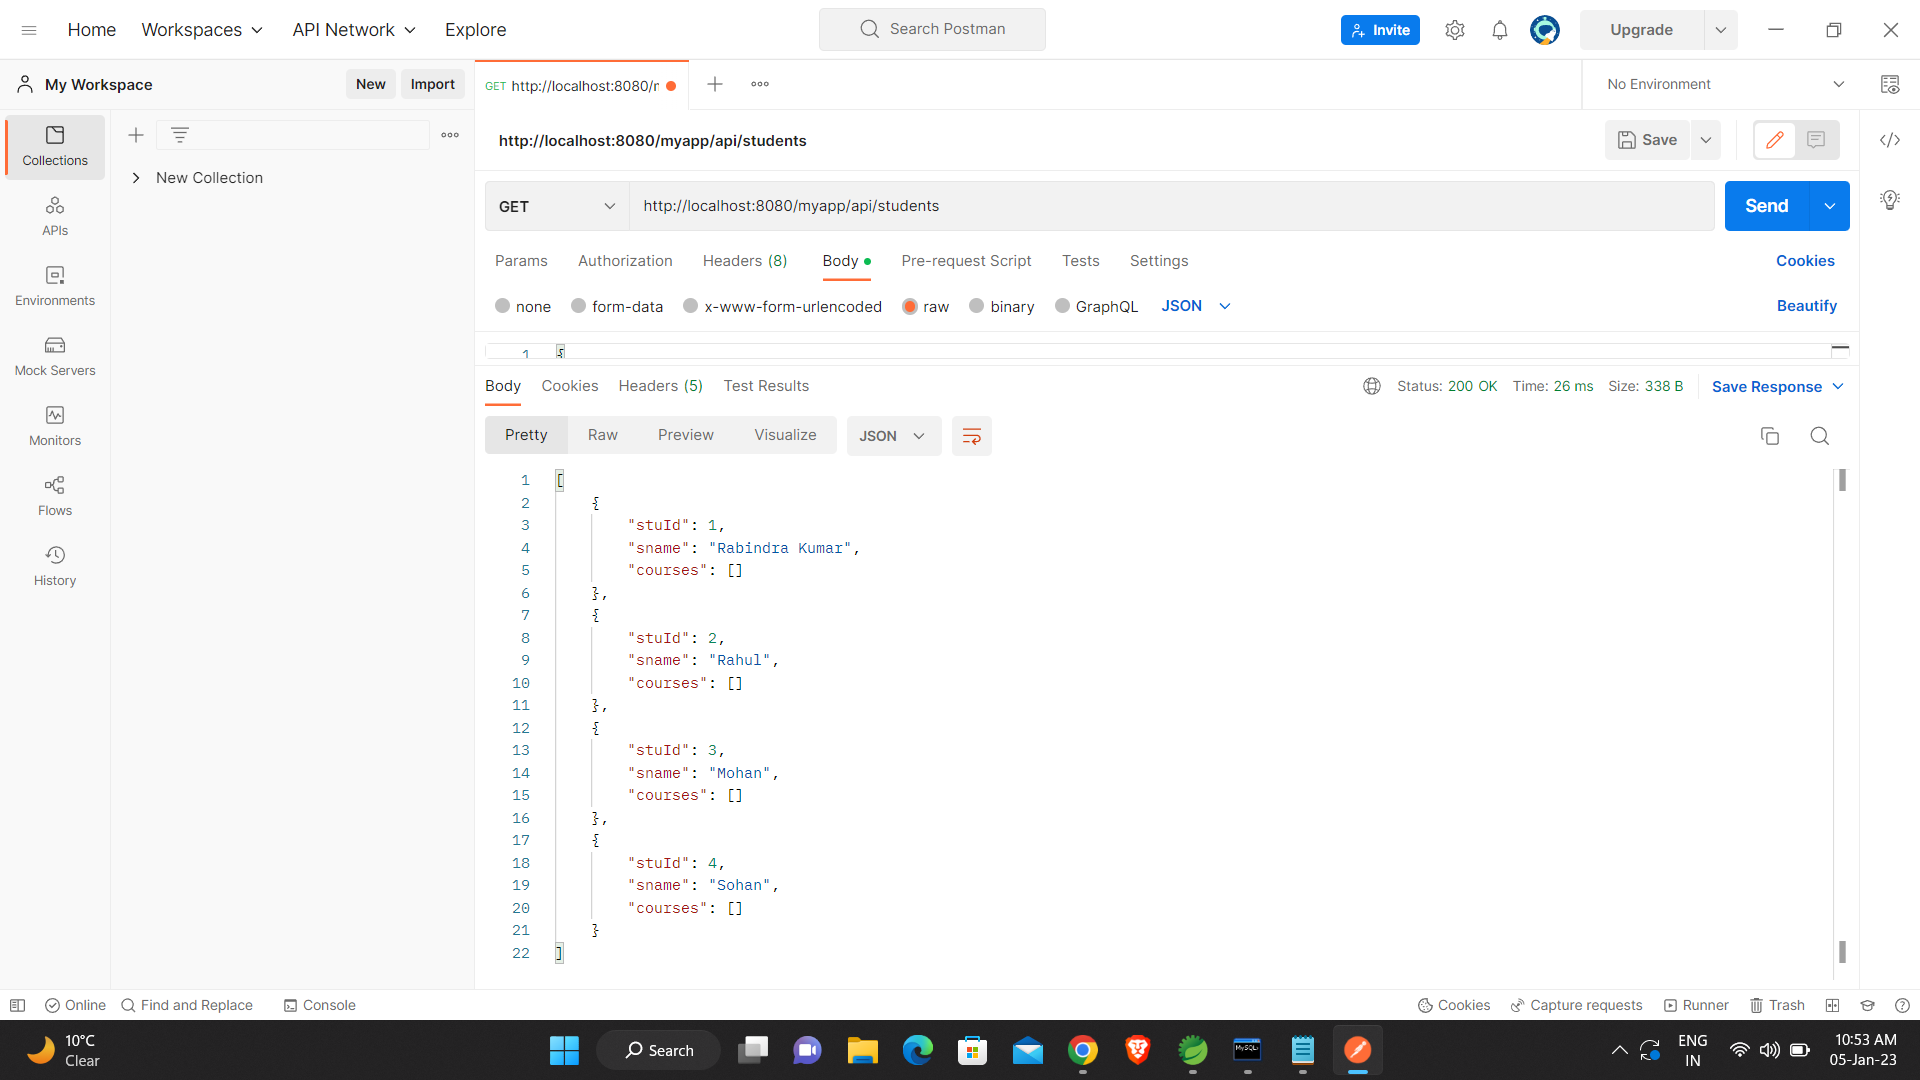 Home
Workspaces
API Network
Explore
Search Postman
Invite
Upgrade
My Workspace
New
Import
GET http://localhost:8080/r
No Environment
Collections
New Collection
APIs
Environments
Mock Servers
Monitors
Flows
History
http://localhost:8080/myapp/api/students
Save
GET
http://localhost:8080/myapp/api/students
Send
Params
Authorization
Headers (8)
Body
Pre-request Script
Tests
Settings
Cookies
none
form-data
x-www-form-urlencoded
raw
binary
GraphQL
JSON
Beautify
1 {
Body
Cookies
Headers (5)
Test Results
Status: 200 OK
Time: 26 ms
Size: 338 B
Save Response
Pretty
Raw
Preview
Visualize
JSON
1 [
2 {
3 "stuId": 1,
4 "sname": "Rabindra Kumar",
5 "courses": []
6 },
7 {
8 "stuId": 2,
9 "sname": "Rahul",
10 "courses": []
11 },
12 {
13 "stuId": 3,
14 "sname": "Mohan",
15 "courses": []
16 },
17 {
18 "stuId": 4,
19 "sname": "Sohan",
20 "courses": []
21 }
22 ]
Online
Find and Replace
Console
Cookies
Capture requests
Runner
Trash
10°C
Clear
Search
MySQL
ENG
IN
10:53 AM
05-Jan-23